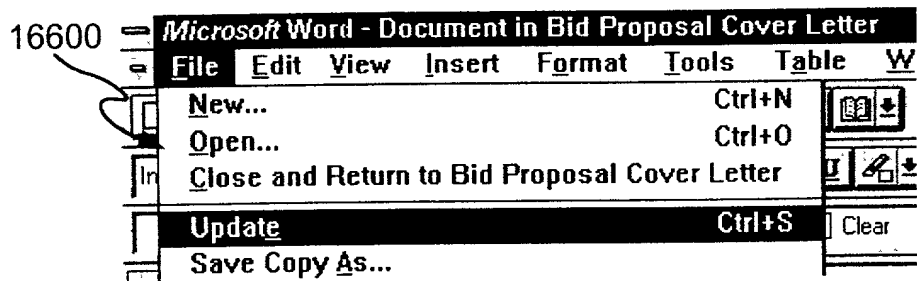 16600
Microsoft Word - Document in Bid Proposal Cover Letter
File Edit View Insert Format Tools Table W
New... Ctrl+N
Open... Ctrl+O
In
Close and Return to Bid Proposal Cover Letter
Update Ctrl+S
Clear
Save Copy As...